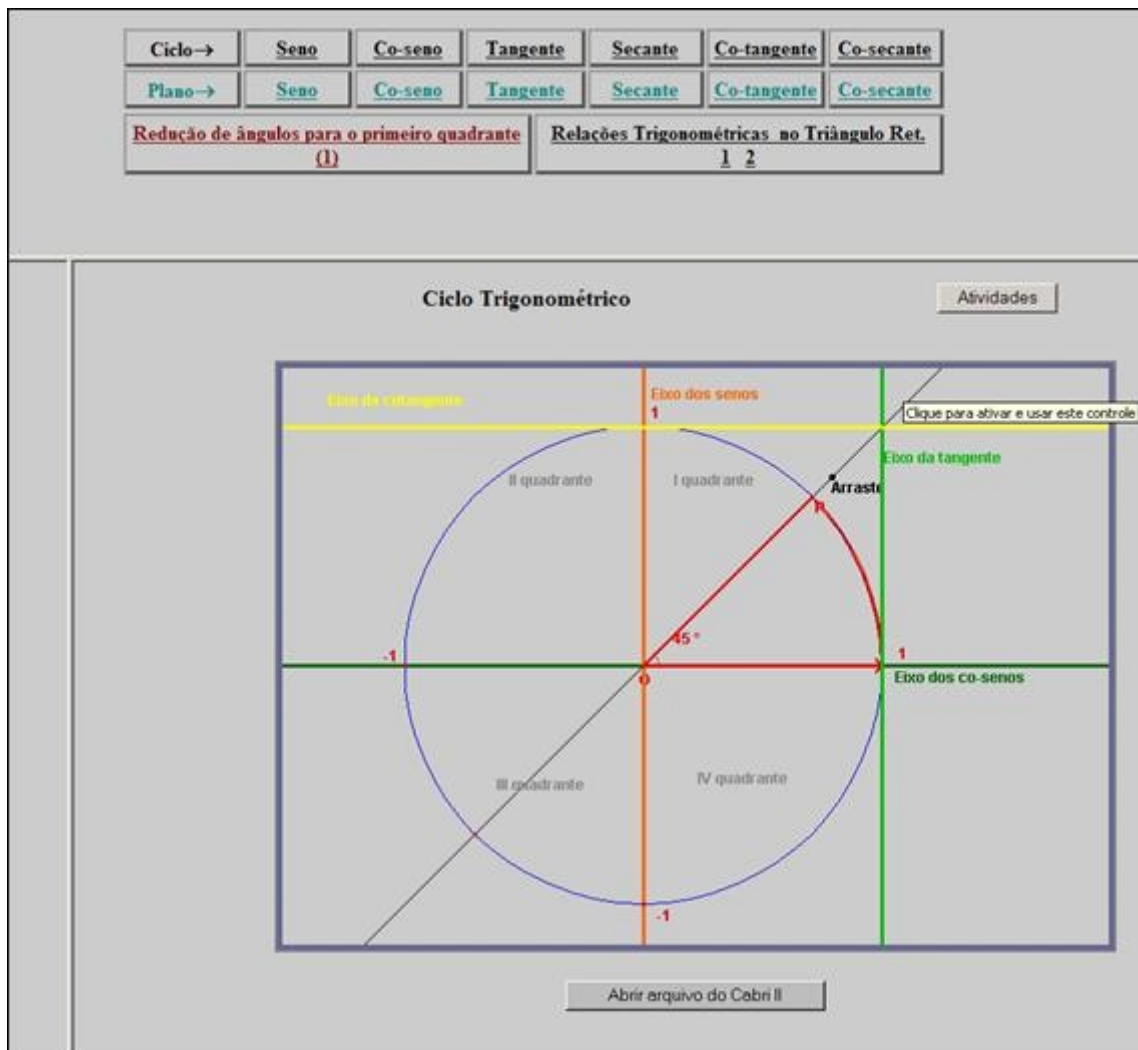 Ciclo→ Seno Co-seno Tangente Secante Co-tangente Co-secante
Plano→ Seno Co-seno Tangente Secante Co-tangente Co-secante
Redução de ângulos para o primeiro quadrante
(1)
Relações Trigonométricas no Triângulo Ret.
1 2
Ciclo Trigonométrico
Atividades
Eixo da cotangente
Eixo dos senos
1
Clique para ativar e usar este controle
Eixo da tangente
II quadrante
I quadrante
Arraste
P
45 °
-1
1
O
Eixo dos co-senos
III quadrante
IV quadrante
-1
Abrir arquivo do Cabri II